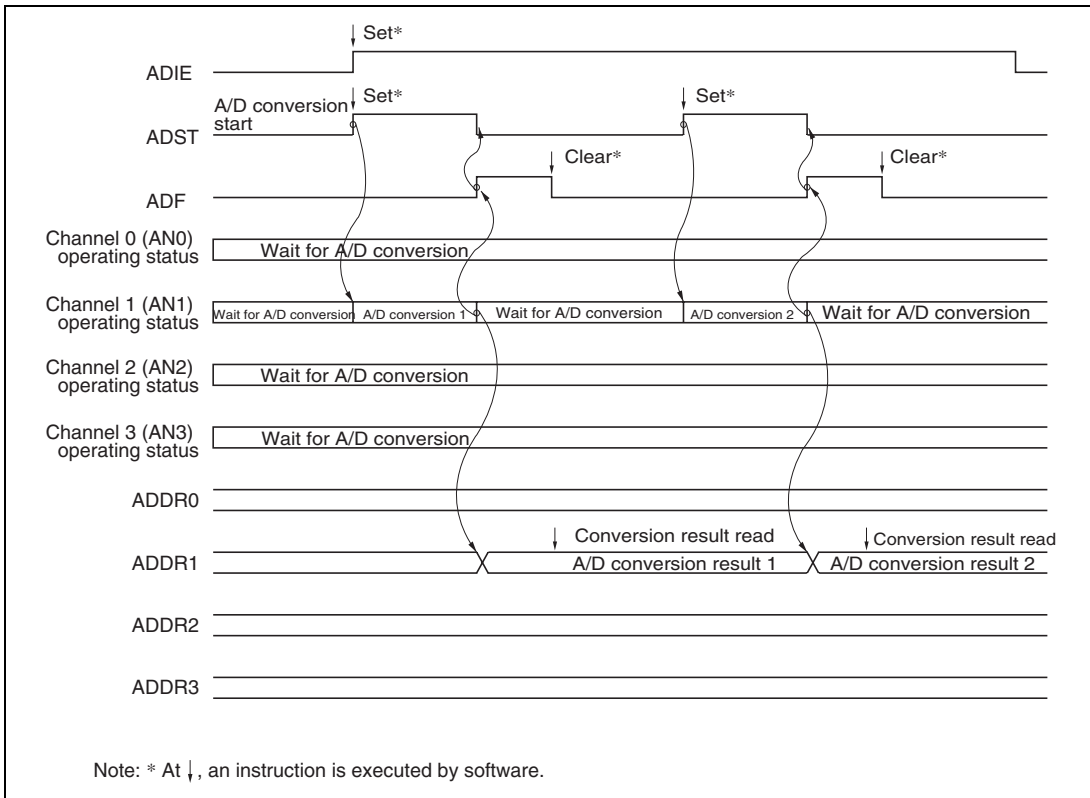 Set*
ADIE
Set*
A/D conversion
start
Set*
ADST
Clear*
Clear*
ADF
Channel 0 (AN0)
operating status
Wait for A/D conversion
Channel 1 (AN1)
operating status
Wait for A/D conversion
A/D conversion 1
Wait for A/D conversion
A/D conversion 2
Wait for A/D conversion
Channel 2 (AN2)
operating status
Wait for A/D conversion
Channel 3 (AN3)
operating status
Wait for A/D conversion
ADDR0
Conversion result read
Conversion result read
ADDR1
A/D conversion result 1
A/D conversion result 2
ADDR2
ADDR3
Note: * At ↓, an instruction is executed by software.